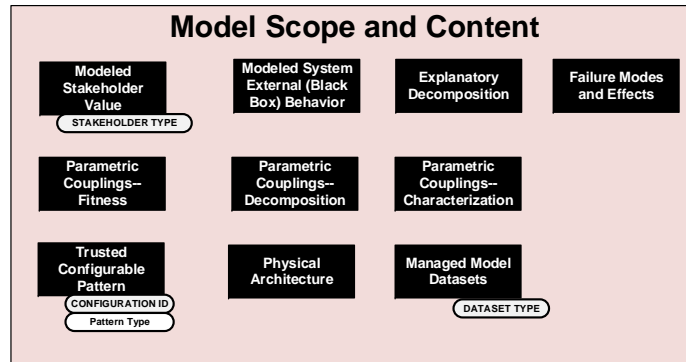 Model Scope and Content
Modeled
Stakeholder
Value
STAKEHOLDER TYPE
Modeled System
External (Black
Box) Behavior
Explanatory
Decomposition
Failure Modes
and Effects
Parametric
Couplings--
Fitness
Parametric
Couplings--
Decomposition
Parametric
Couplings--
Characterization
Trusted
Configurable
Pattern
CONFIGURATION ID
Pattern Type
Physical
Architecture
Managed Model
Datasets
DATASET TYPE